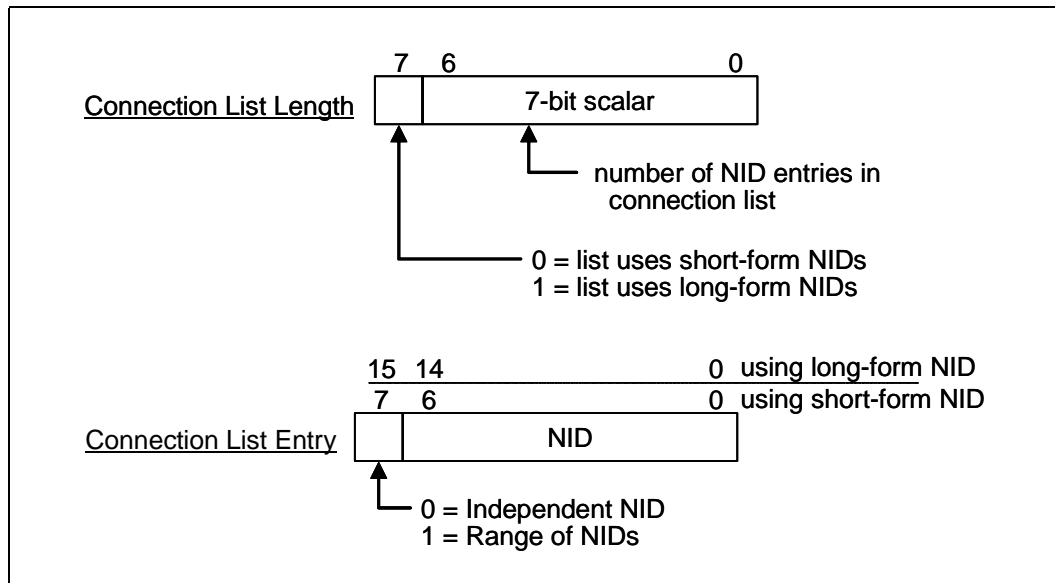 7 6 0
Connection List Length 7-bit scalar
number of NID entries in
connection list
0 = list uses short-form NIDs
1 = list uses long-form NIDs
15 14 0 using long-form NID
7 6 0 using short-form NID
Connection List Entry NID
0 = Independent NID
1 = Range of NIDs